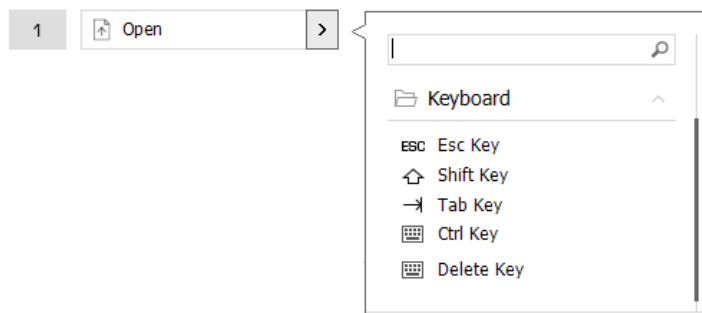 1
Open
Keyboard
ESC Esc Key
Shift Key
Tab Key
Ctrl Key
Delete Key